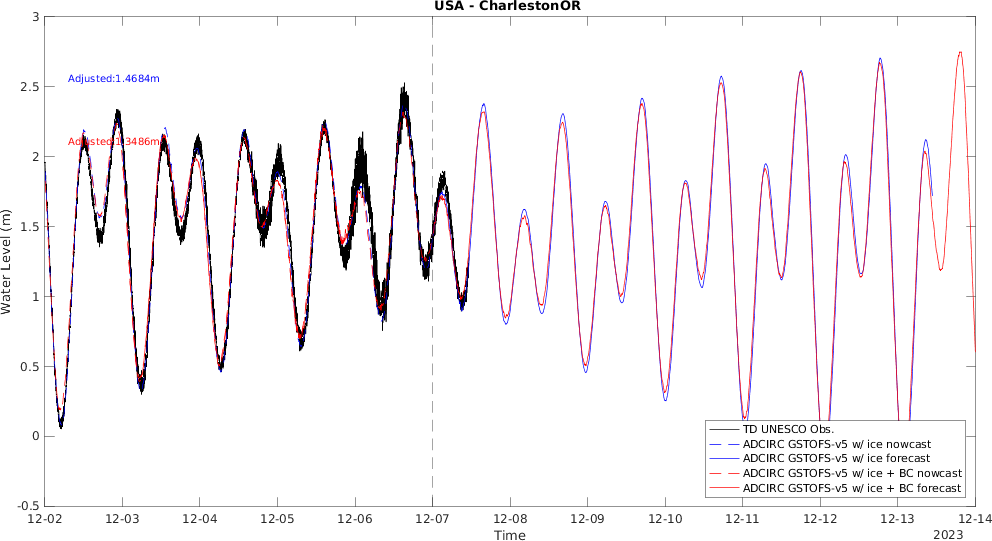 USA - CharlestonOR
3
2.5
2
1.5
1
0.5
0
-0.5
Water Level (m)
Adjusted:1.4684m
Adjusted:1.3486m
TD UNESCO Obs.
ADCIRC GSTOFS-v5 w/ ice nowcast
ADCIRC GSTOFS-v5 w/ ice forecast
ADCIRC GSTOFS-v5 w/ ice + BC nowcast
ADCIRC GSTOFS-v5 w/ ice + BC forecast
12-02 12-03 12-04 12-05 12-06 12-07 12-08 12-09 12-10 12-11 12-12 12-13 12-14
Time
2023